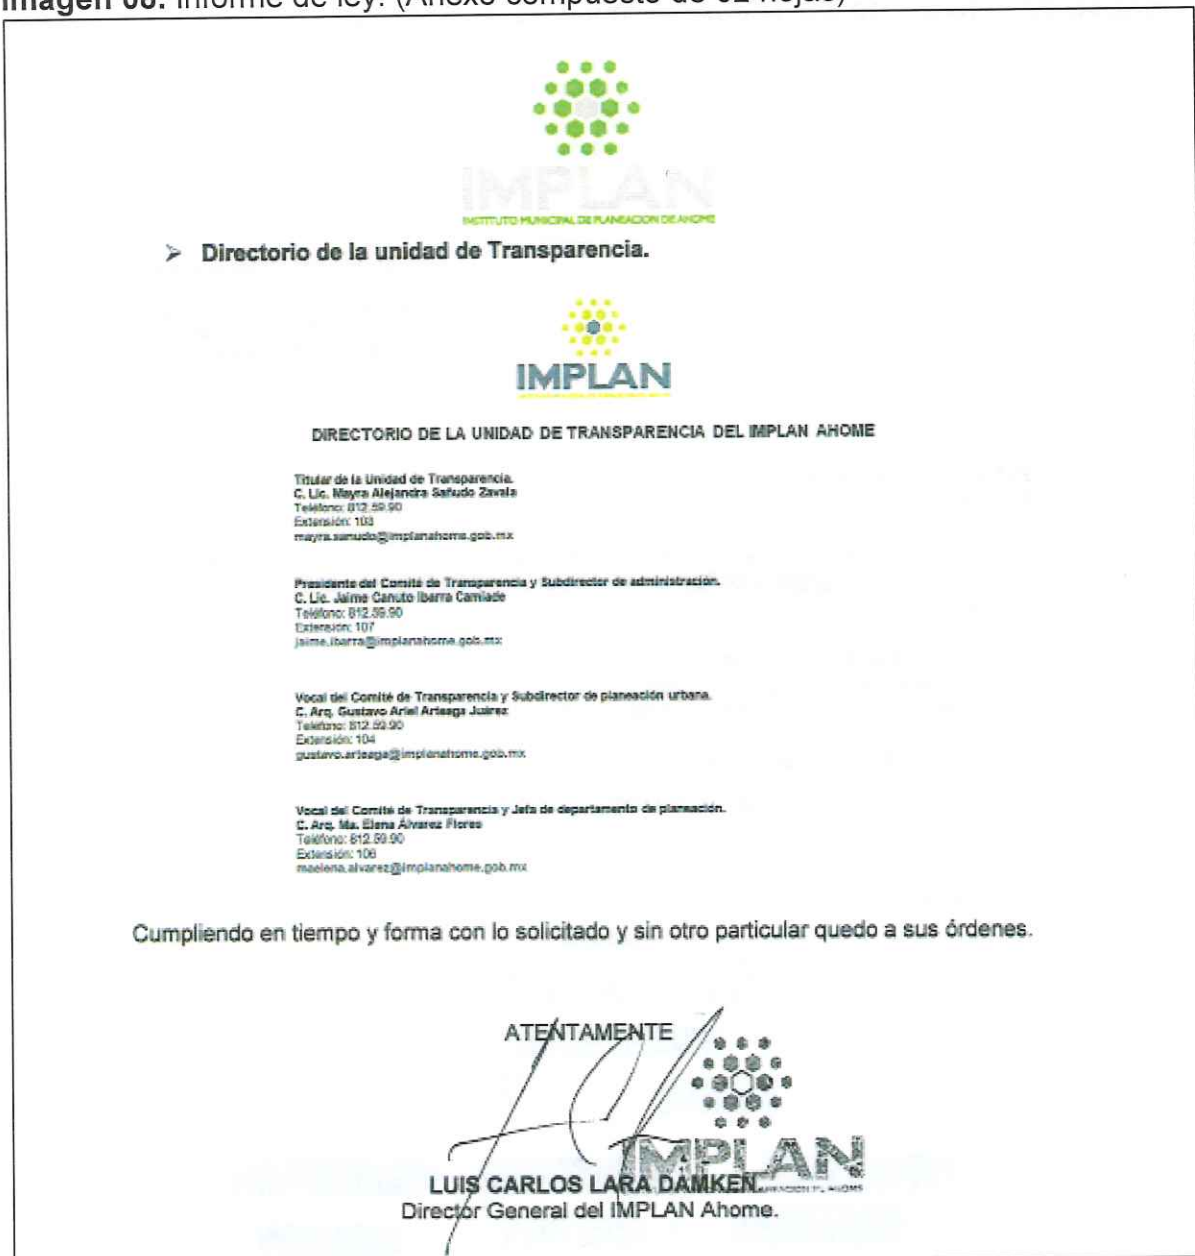 Imagen 06. Informe de ley. (Anexo compuesto de 02 hojas)
IMPLAN
INSTITUTO MUNICIPAL DE PLANEACION DE AHOME
➢ Directorio de la unidad de Transparencia.
IMPLAN
DIRECTORIO DE LA UNIDAD DE TRANSPARENCIA DEL IMPLAN AHOME
Titular de la Unidad de Transparencia.
C. Lic. Mayra Alejandra Sañudo Zavala
Teléfono: 812.59.90
Extensión: 103
mayra.sanudo@implanahome.gob.mx
Presidente del Comité de Transparencia y Subdirector de administración.
C. Lic. Jaime Canuto Ibarra Camiade
Teléfono: 812.59.90
Extensión: 107
jaime.ibarra@implanahome.gob.mx
Vocal del Comité de Transparencia y Subdirector de planeación urbana.
C. Arq. Gustavo Ariel Arteaga Juárez
Teléfono: 812.59.90
Extensión: 104
gustavo.arteaga@implanahome.gob.mx
Vocal del Comité de Transparencia y Jefa de departamento de planeación.
C. Arq. Ma. Elena Álvarez Flores
Teléfono: 812.59.90
Extensión: 106
maelena.alvarez@implanahome.gob.mx
Cumpliendo en tiempo y forma con lo solicitado y sin otro particular quedo a sus órdenes.
ATENTAMENTE
IMPLAN
LUIS CARLOS LARA DAMKEN.
Director General del IMPLAN Ahome.